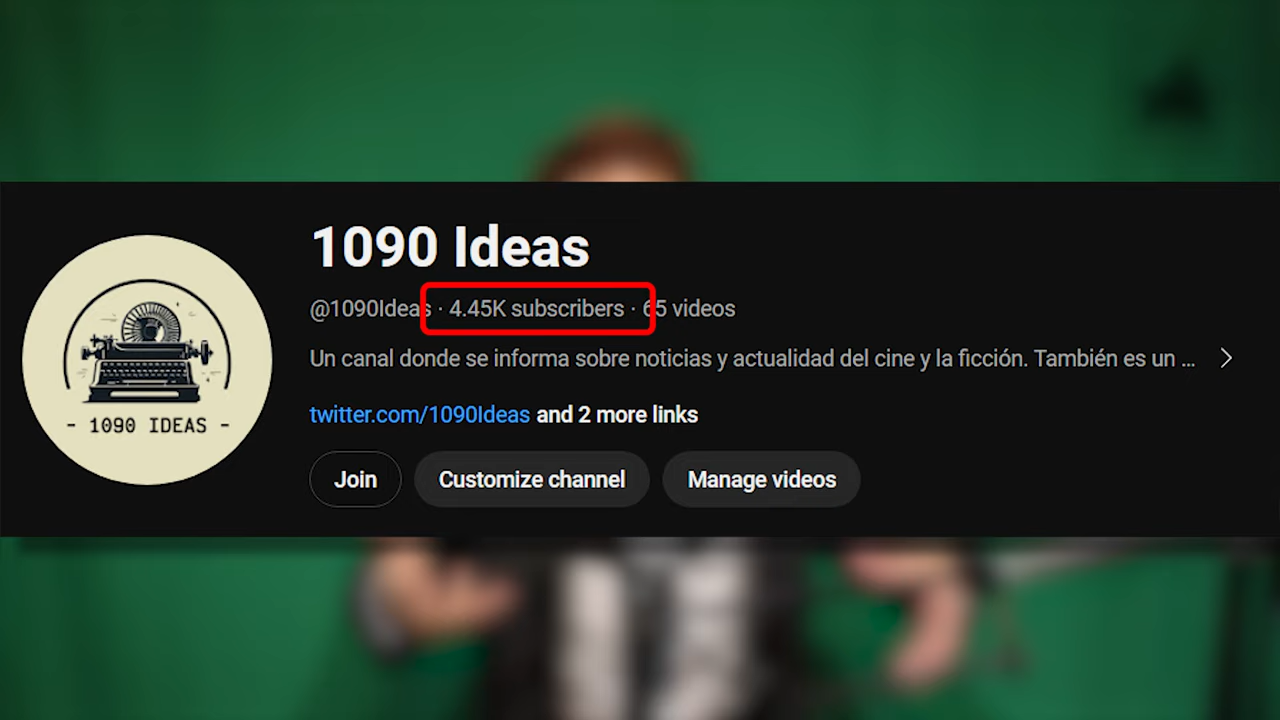 1090 Ideas
@1090Ideas · 4.45K subscribers · 65 videos
Un canal donde se informa sobre noticias y actualidad del cine y la ficción. También es un ...
twitter.com/1090Ideas and 2 more links
- 1090 IDEAS -
Join
Customize channel
Manage videos